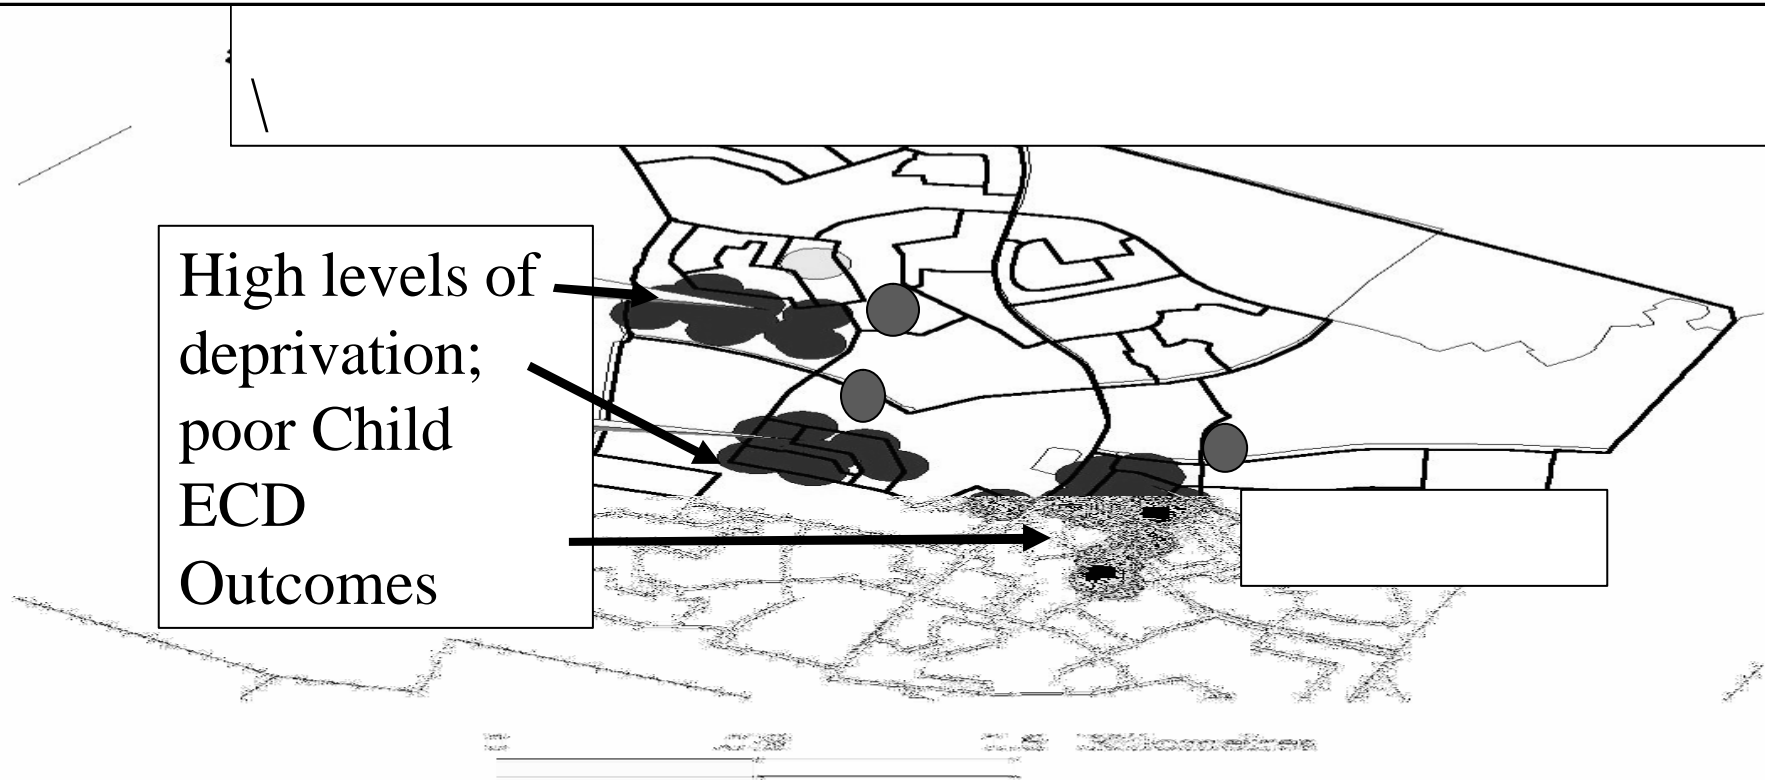 High levels of
deprivation;
poor Child
ECD
Outcomes